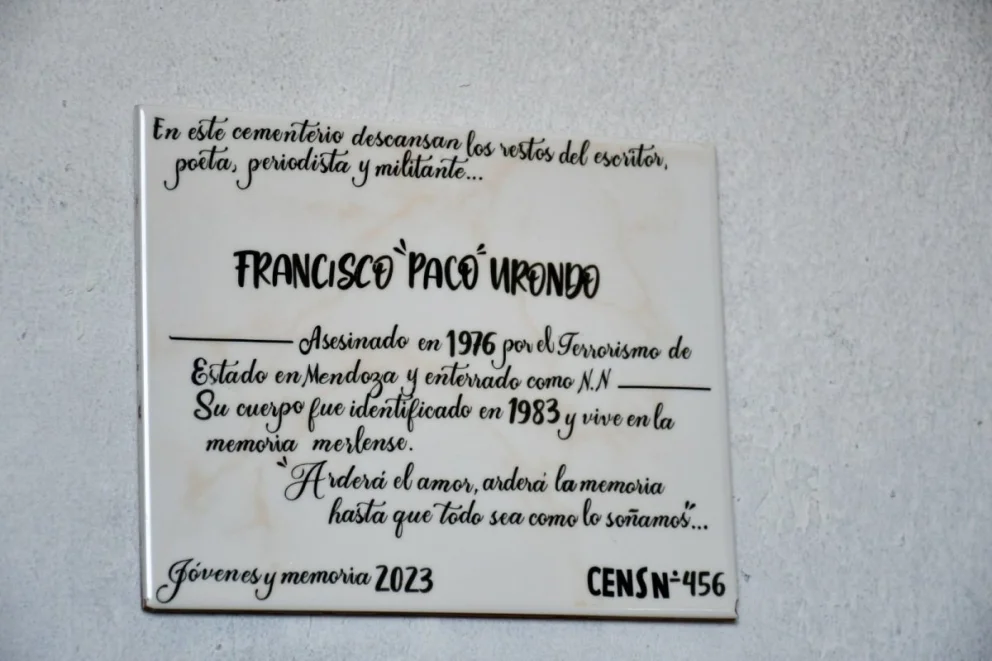 En este cementerio descansan los restos del escritor,
poeta, periodista y militante...
FRANCISCO "PACO" URONDO
Asesinado en 1976 por el Terrorismo de
Estado en Mendoza y enterrado como N.N
Su cuerpo fue identificado en 1983 y vive en la
memoria merlense.
"Arderá el amor, arderá la memoria
hasta que todo sea como lo soñamos"...
Jóvenes y memoria 2023
CENS Nº 456